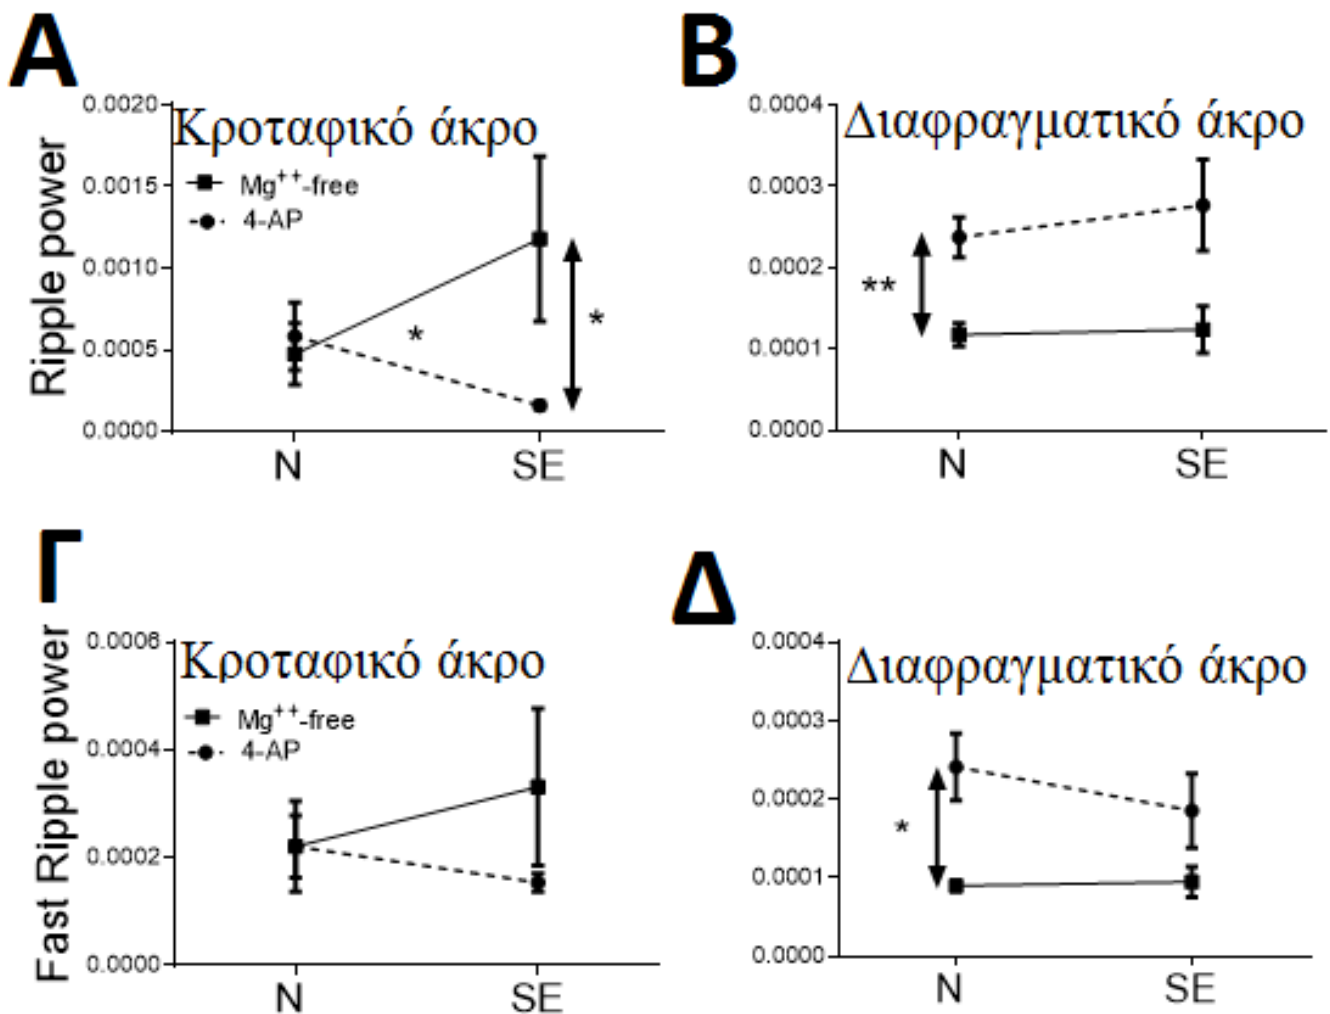 Α
Β
0.0020
Κροταφικό άκρο
Mg++-free
4-AP
0.0015
0.0010
0.0005
0.0000
Ripple power
*
*
N
SE
0.0004
Διαφραγματικό άκρο
0.0003
0.0002
0.0001
0.0000
**
N
SE
Γ
Δ
0.0006
Κροταφικό άκρο
Mg++-free
4-AP
0.0004
0.0002
0.0000
Fast Ripple power
N
SE
0.0004
Διαφραγματικό άκρο
0.0003
0.0002
0.0001
0.0000
*
N
SE